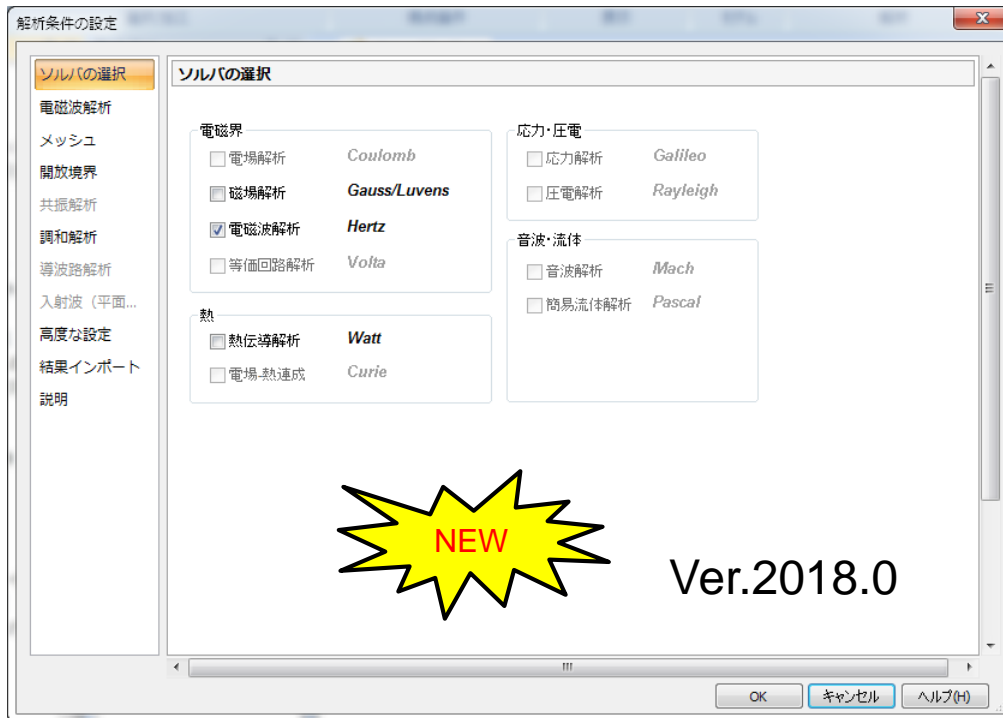 解析条件の設定
ソルバの選択
電磁波解析
メッシュ
開放境界
共振解析
調和解析
導波路解析
入射波（平面...
高度な設定
結果インポート
説明
ソルバの選択
電磁界
電場解析 Coulomb
磁場解析 Gauss/Luvens
電磁波解析 Hertz
等価回路解析 Volta
熱
熱伝導解析 Watt
電場-熱連成 Curie
応力・圧電
応力解析 Galileo
圧電解析 Rayleigh
音波・流体
音波解析 Mach
簡易流体解析 Pascal
NEW
Ver.2018.0
OK キャンセル ヘルプ(H)